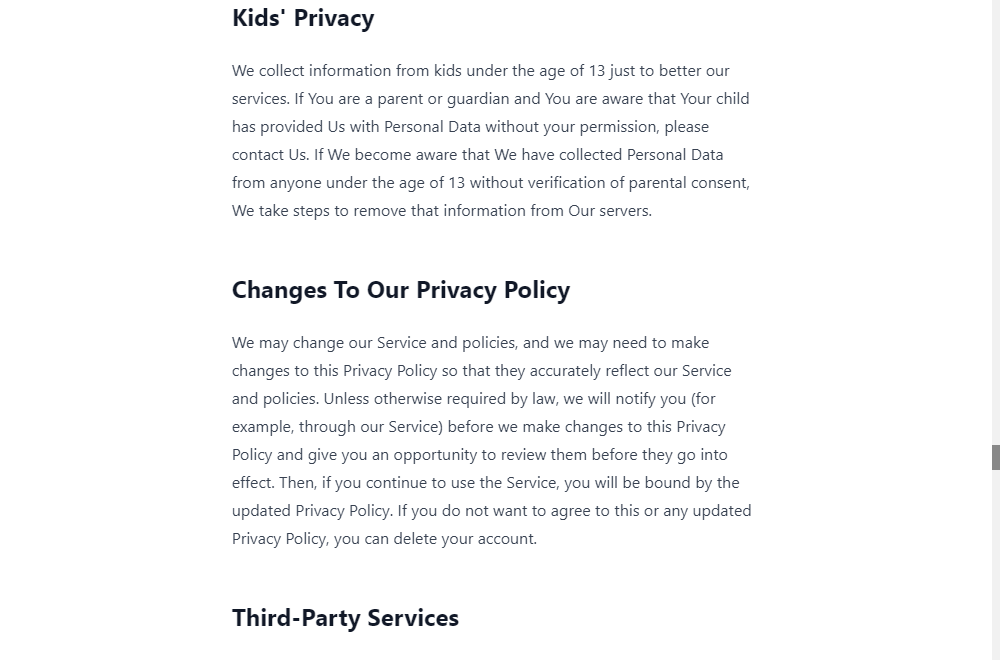 Kids' Privacy
We collect information from kids under the age of 13 just to better our
services. If You are a parent or guardian and You are aware that Your child
has provided Us with Personal Data without your permission, please
contact Us. If We become aware that We have collected Personal Data
from anyone under the age of 13 without verification of parental consent,
We take steps to remove that information from Our servers.
Changes To Our Privacy Policy
We may change our Service and policies, and we may need to make
changes to this Privacy Policy so that they accurately reflect our Service
and policies. Unless otherwise required by law, we will notify you (for
example, through our Service) before we make changes to this Privacy
Policy and give you an opportunity to review them before they go into
effect. Then, if you continue to use the Service, you will be bound by the
updated Privacy Policy. If you do not want to agree to this or any updated
Privacy Policy, you can delete your account.
Third-Party Services